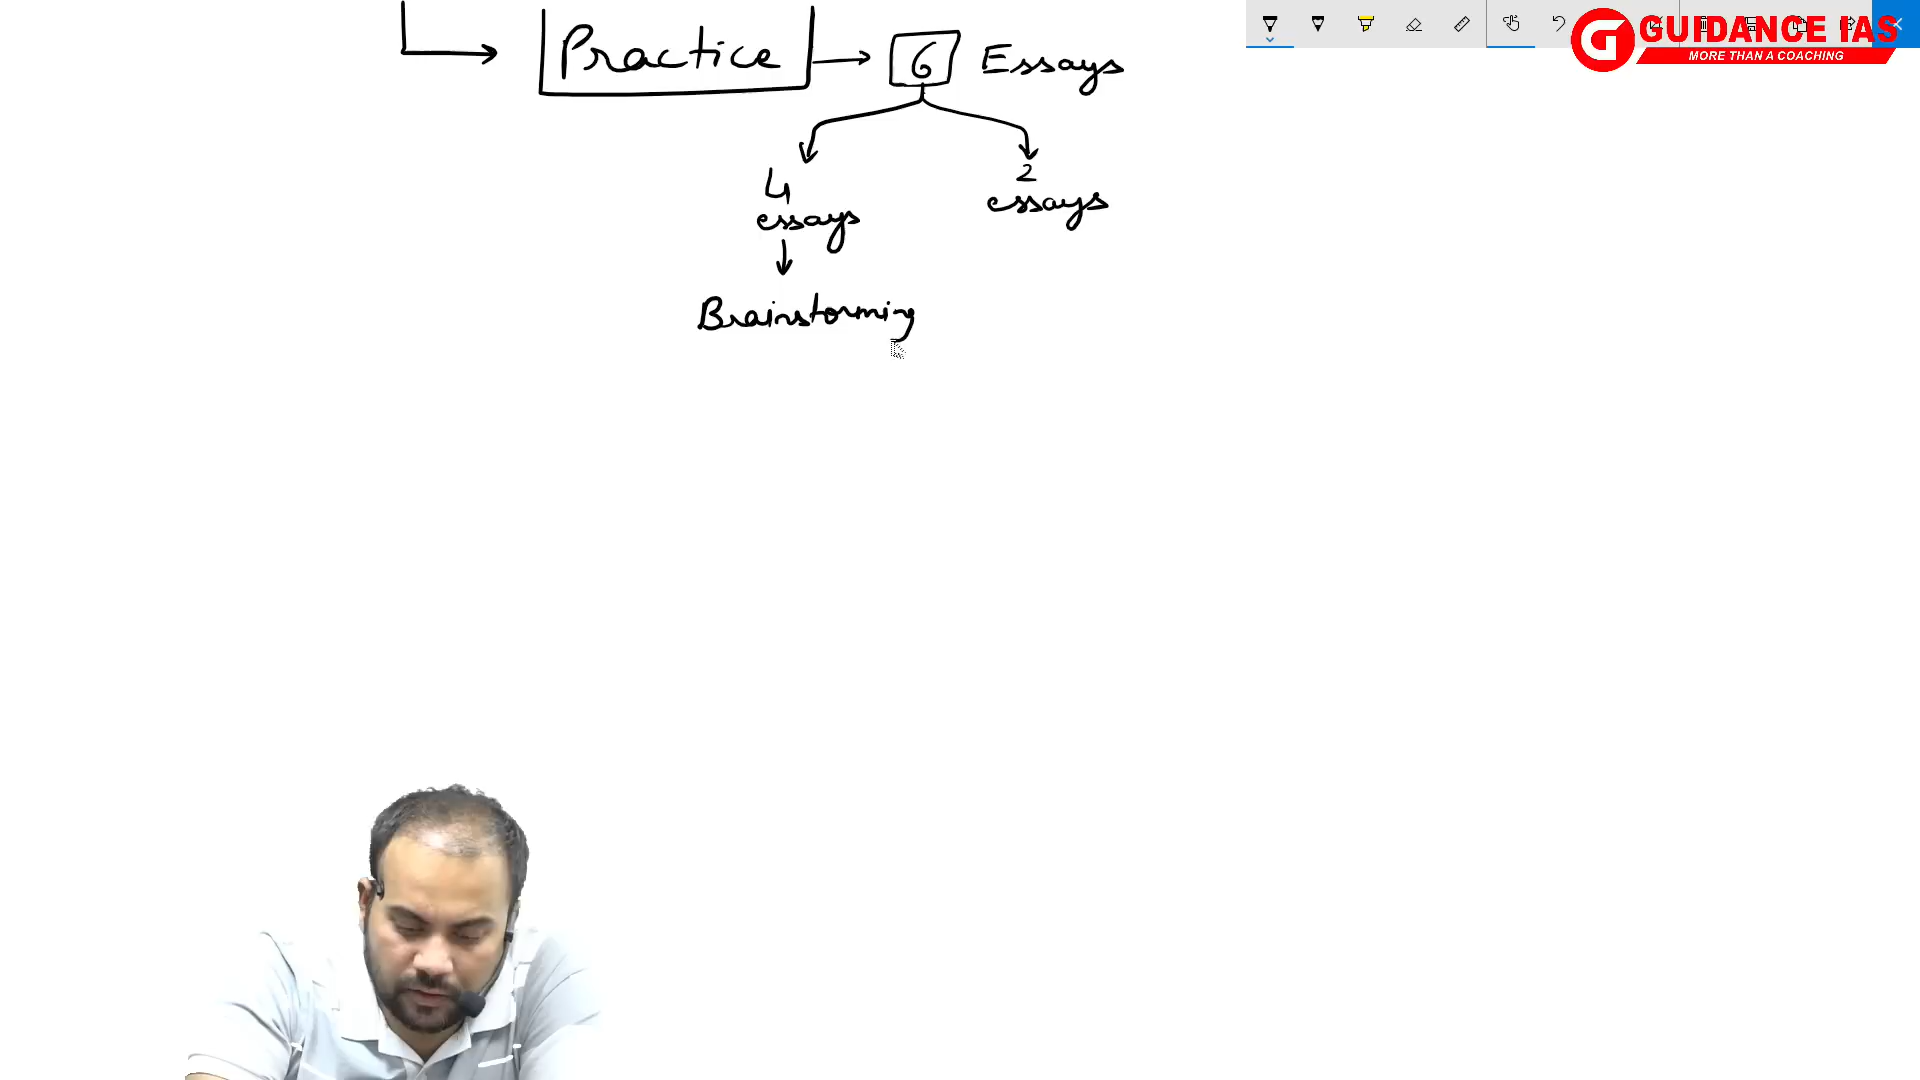 Practice 6 Essays
GUIDANCE IAS
MORE THAN A COACHING
4
essays
2
essays
Brainstorming